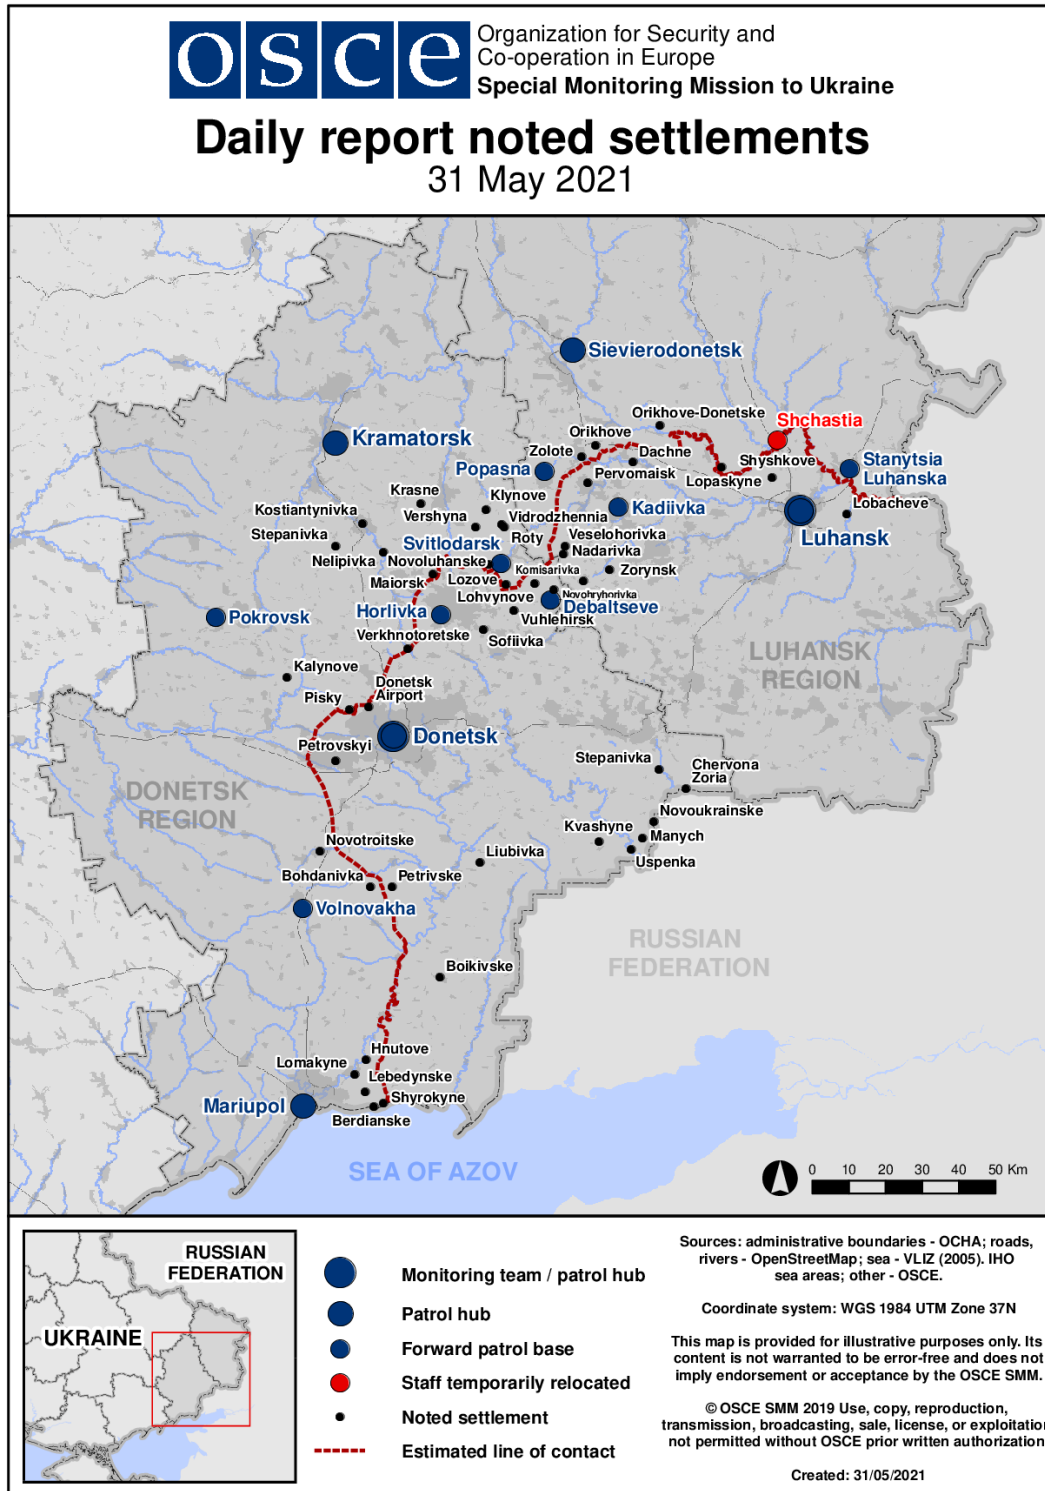 osce
Organization for Security and
Co-operation in Europe
Special Monitoring Mission to Ukraine
Daily report noted settlements
31 May 2021
Sievierodonetsk
Orikhove-Donetske
Shchastia
Kramatorsk
Orikhove
Zolote
Dachne
Shyshkove
Stanytsia
Luhanska
Popasna
Pervomaisk
Lopaskyne
Krasne
Klynove
Lobacheve
Kostiantynivka
Vershyna
Vidrodzhennia
Kadiivka
Stepanivka
Roty
Veselohorivka
Luhansk
Svitlodarsk
Nadarivka
Nelipivka
Novoluhanske
Komisarivka
Zorynsk
Maiorsk
Lozove
Lohvynove
Novohryhorivka
Debaltseve
Pokrovsk
Horlivka
Vuhlehirsk
Verkhnotoretske
Sofiivka
LUHANSK
REGION
Kalynove
Donetsk
Airport
Pisky
Donetsk
Petrovskyi
Stepanivka
Chervona
Zoria
DONETSK
REGION
Novoukrainske
Kvashyne
Manych
Novotroitske
Liubivka
Uspenka
Bohdanivka
Petrivske
Volnovakha
RUSSIAN
FEDERATION
Boikivske
Hnutove
Lomakyne
Lebedynske
Mariupol
Shyrokyne
Berdianske
SEA OF AZOV
0 10 20 30 40 50 Km
RUSSIAN
FEDERATION
UKRAINE
Monitoring team / patrol hub
Patrol hub
Forward patrol base
Staff temporarily relocated
Noted settlement
Estimated line of contact
Sources: administrative boundaries - OCHA; roads,
rivers - OpenStreetMap; sea - VLIZ (2005). IHO
sea areas; other - OSCE.
Coordinate system: WGS 1984 UTM Zone 37N
This map is provided for illustrative purposes only. Its
content is not warranted to be error-free and does not
imply endorsement or acceptance by the OSCE SMM.
© OSCE SMM 2019 Use, copy, reproduction,
transmission, broadcasting, sale, license, or exploitation
not permitted without OSCE prior written authorization
Created: 31/05/2021